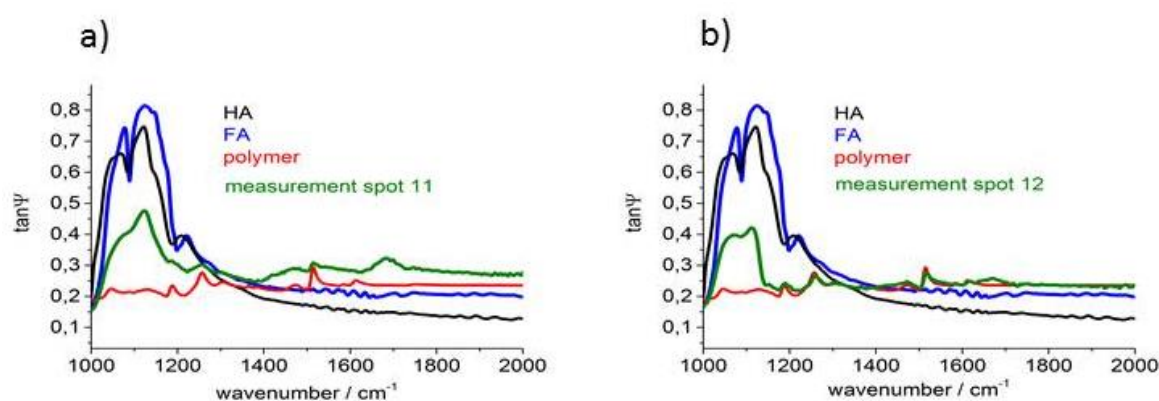 a)
0,8
0,7
0,6
0,5
0,4
0,3
0,2
0,1
tanΨ
HA
FA
polymer
measurement spot 11
1000 1200 1400 1600 1800 2000
wavenumber / cm⁻¹
b)
0,8
0,7
0,6
0,5
0,4
0,3
0,2
0,1
tanΨ
HA
FA
polymer
measurement spot 12
1000 1200 1400 1600 1800 2000
wavenumber / cm⁻¹